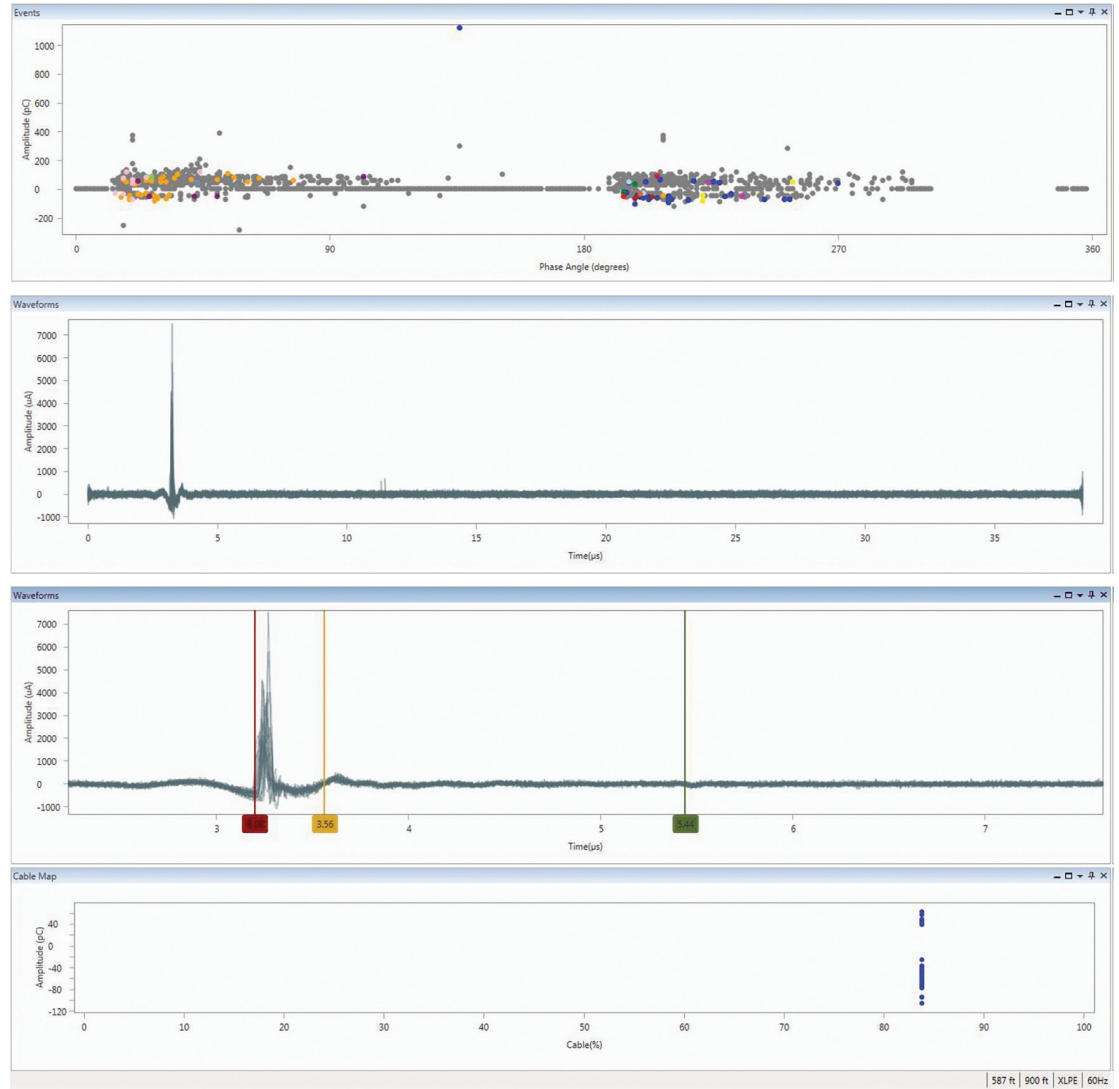 Events
1000
800
600
400
200
0
-200
Amplitude (pC)
0 90 180 270 360
Phase Angle (degrees)
Waveforms
7000
6000
5000
4000
3000
2000
1000
0
-1000
Amplitude (uA)
0 5 10 15 20 25 30 35
Time(µs)
Waveforms
7000
6000
5000
4000
3000
2000
1000
0
-1000
Amplitude (uA)
3 4 5 6 7
3.56 5.44
Time(µs)
Cable Map
40
0
-40
-80
-120
Amplitude (pC)
0 10 20 30 40 50 60 70 80 90 100
Cable(%)
587 ft 900 ft XLPE 60Hz